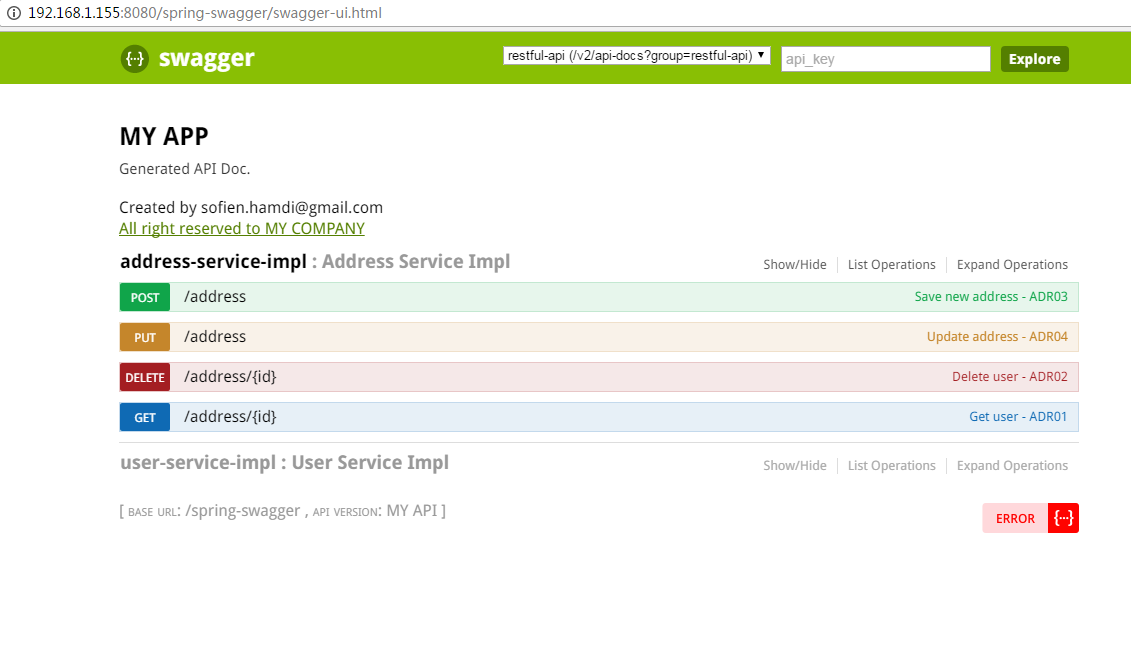 192.168.1.155:8080/spring-swagger/swagger-ui.html
{···} swagger restful-api (/v2/api-docs?group=restful-api) ▼ api_key Explore
MY APP
Generated API Doc.
Created by sofien.hamdi@gmail.com
All right reserved to MY COMPANY
address-service-impl : Address Service Impl Show/Hide List Operations Expand Operations
POST /address Save new address - ADR03
PUT /address Update address - ADR04
DELETE /address/{id} Delete user - ADR02
GET /address/{id} Get user - ADR01
user-service-impl : User Service Impl Show/Hide List Operations Expand Operations
[ BASE URL: /spring-swagger , API VERSION: MY API ] ERROR {···}